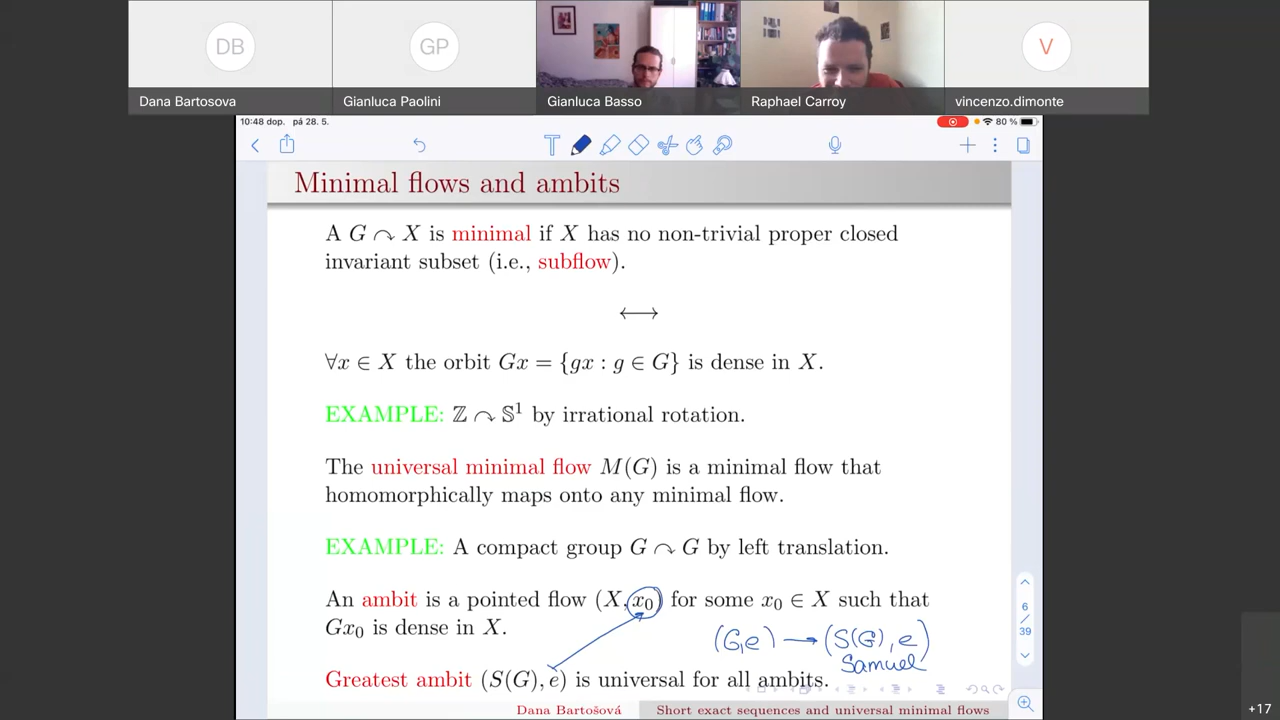 DB
GP
V
Dana Bartosova
Gianluca Paolini
Gianluca Basso
Raphael Carroy
vincenzo.dimonte
10:48 dop. pá 28. 5.
80 %
Minimal flows and ambits
A G ↷ X is minimal if X has no non-trivial proper closed
invariant subset (i.e., subflow).
⟷
∀x ∈ X the orbit Gx = {gx : g ∈ G} is dense in X.
EXAMPLE: ℤ ↷ 𝕊¹ by irrational rotation.
The universal minimal flow M(G) is a minimal flow that
homomorphically maps onto any minimal flow.
EXAMPLE: A compact group G ↷ G by left translation.
An ambit is a pointed flow (X, x₀) for some x₀ ∈ X such that
Gx₀ is dense in X.
(G,e) → (S(G), e)
Samuel
Greatest ambit (S(G), e) is universal for all ambits.
Dana Bartošová
Short exact sequences and universal minimal flows
6
/
39
+17